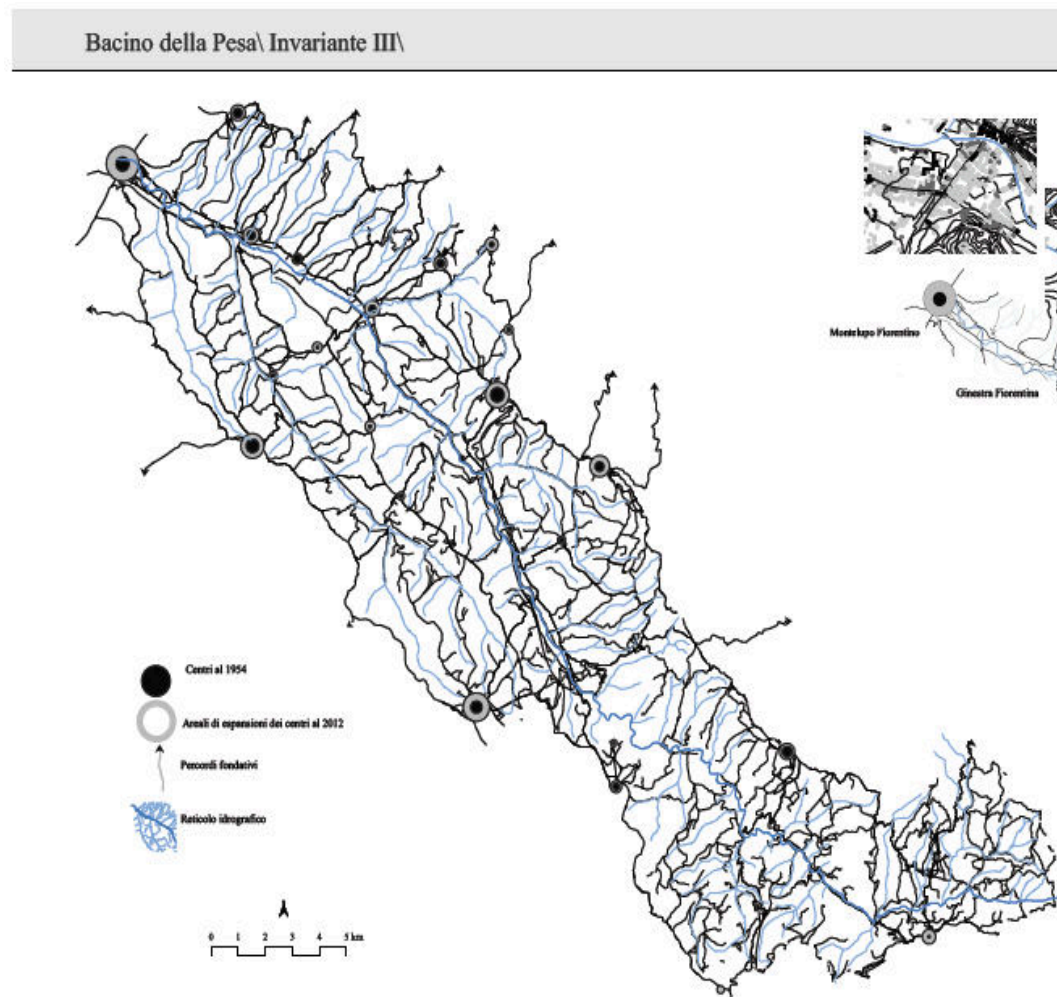 Bacino della Pesa\ Invariante III\
Montelupo Fiorentino
Ginestra Fiorentina
Centri al 1954
Areali di espansioni dei centri al 2012
Percordi fondativi
Reticolo idrografico
0 1 2 3 4 5 km